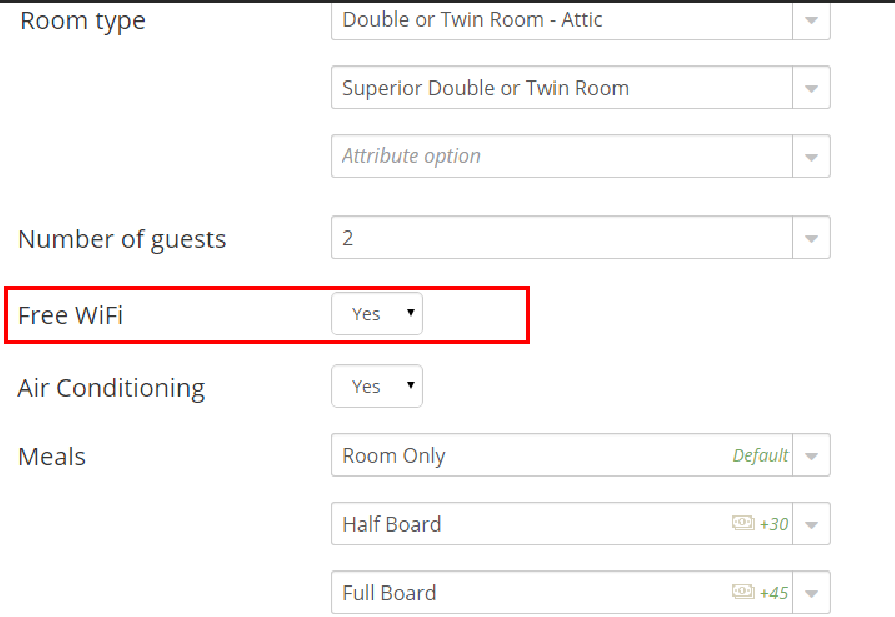 Room type
Double or Twin Room - Attic
Superior Double or Twin Room
Attribute option
Number of guests
2
Free WiFi
Yes
Air Conditioning
Yes
Meals
Room Only
Default
Half Board
+30
Full Board
+45